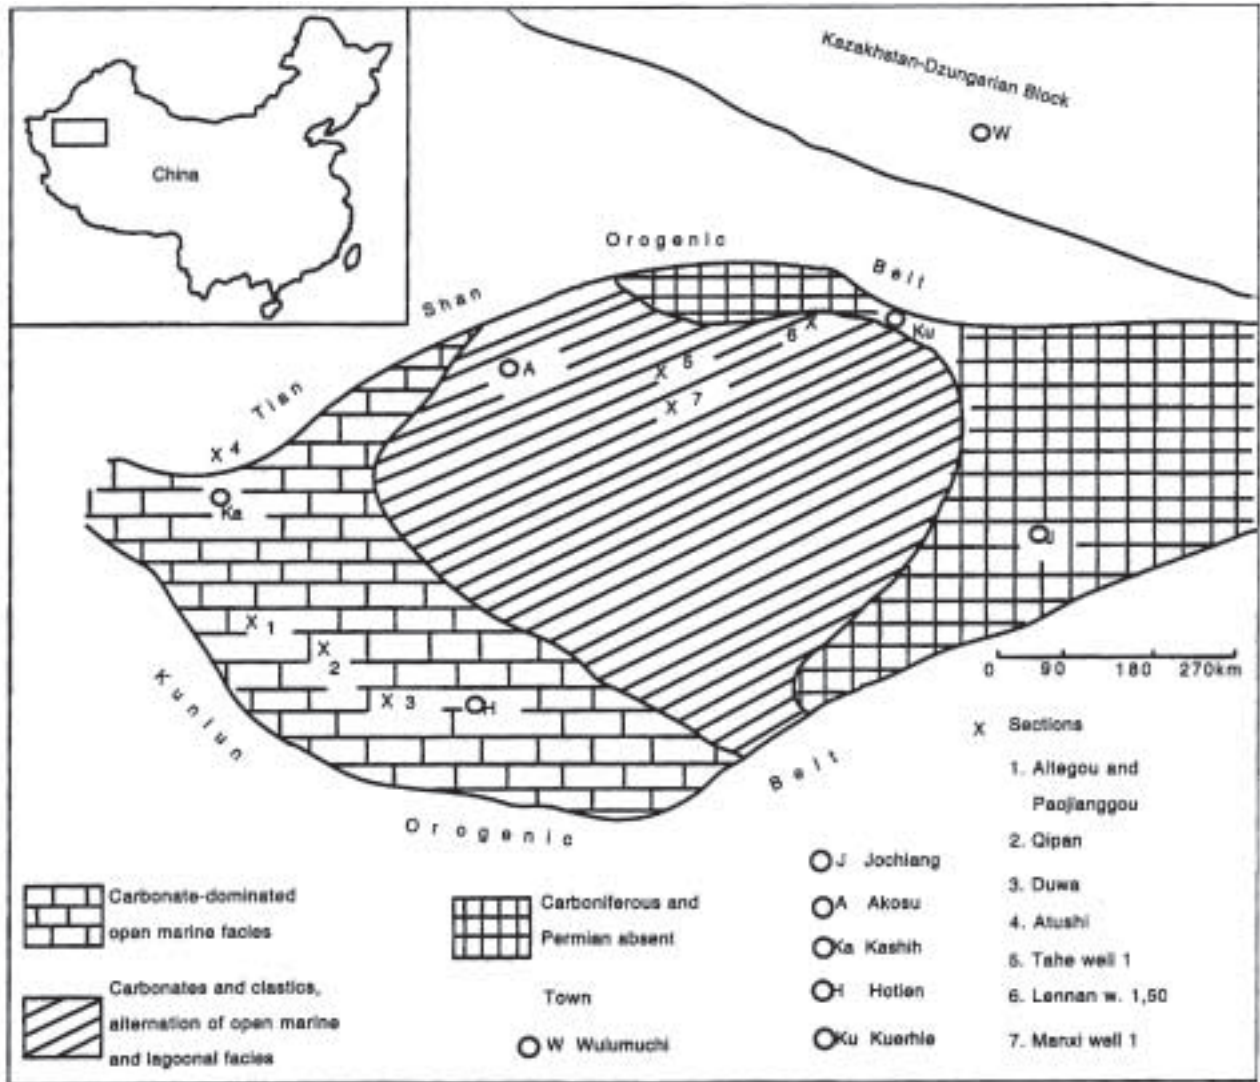 China
Kazakhstan-Dzungarian Block
W
Orogenic
Belt
Shan
Tian
Ku
6
A
5
7
4
Ka
J
1
2
3
H
Kunlun
Orogenic
Belt
0 90 180 270km
X Sections
1. Aitegou and
Paojianggou
2. Qipan
3. Duwa
4. Atushi
5. Tahe well 1
6. Lennan w. 1,50
7. Manxi well 1
Carbonate-dominated
open marine facies
Carbonates and clastics,
alternation of open marine
and lagoonal facies
Carboniferous and
Permian absent
Town
W Wulumuchi
J Jochiang
A Akosu
Ka Kashih
H Hotien
Ku Kuerhle